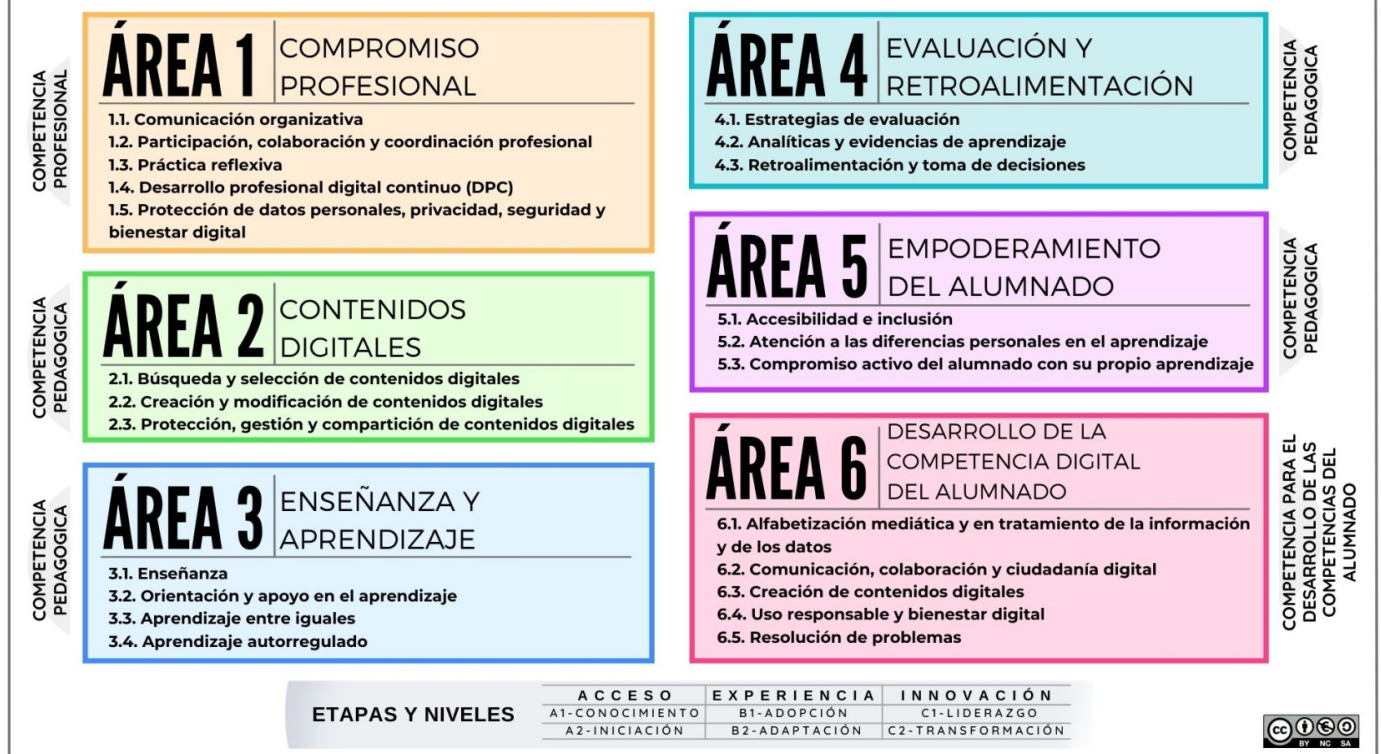 COMPETENCIA
PROFESIONAL
ÁREA 1
COMPROMISO
PROFESIONAL
1.1. Comunicación organizativa
1.2. Participación, colaboración y coordinación profesional
1.3. Práctica reflexiva
1.4. Desarrollo profesional digital continuo (DPC)
1.5. Protección de datos personales, privacidad, seguridad y
bienestar digital
COMPETENCIA
PEDAGOGICA
ÁREA 2
CONTENIDOS
DIGITALES
2.1. Búsqueda y selección de contenidos digitales
2.2. Creación y modificación de contenidos digitales
2.3. Protección, gestión y compartición de contenidos digitales
COMPETENCIA
PEDAGOGICA
ÁREA 3
ENSEÑANZA Y
APRENDIZAJE
3.1. Enseñanza
3.2. Orientación y apoyo en el aprendizaje
3.3. Aprendizaje entre iguales
3.4. Aprendizaje autorregulado
ÁREA 4
EVALUACIÓN Y
RETROALIMENTACIÓN
4.1. Estrategias de evaluación
4.2. Analíticas y evidencias de aprendizaje
4.3. Retroalimentación y toma de decisiones
COMPETENCIA
PEDAGOGICA
ÁREA 5
EMPODERAMIENTO
DEL ALUMNADO
5.1. Accesibilidad e inclusión
5.2. Atención a las diferencias personales en el aprendizaje
5.3. Compromiso activo del alumnado con su propio aprendizaje
COMPETENCIA
PEDAGOGICA
ÁREA 6
DESARROLLO DE LA
COMPETENCIA DIGITAL
DEL ALUMNADO
6.1. Alfabetización mediática y en tratamiento de la información
y de los datos
6.2. Comunicación, colaboración y ciudadanía digital
6.3. Creación de contenidos digitales
6.4. Uso responsable y bienestar digital
6.5. Resolución de problemas
COMPETENCIA PARA EL
DESARROLLO DE LAS
COMPETENCIAS DEL
ALUMNADO
ETAPAS Y NIVELES
ACCESO EXPERIENCIA INNOVACIÓN
A1-CONOCIMIENTO B1-ADOPCIÓN C1-LIDERAZGO
A2-INICIACIÓN B2-ADAPTACIÓN C2-TRANSFORMACIÓN
cc
BY NC SA